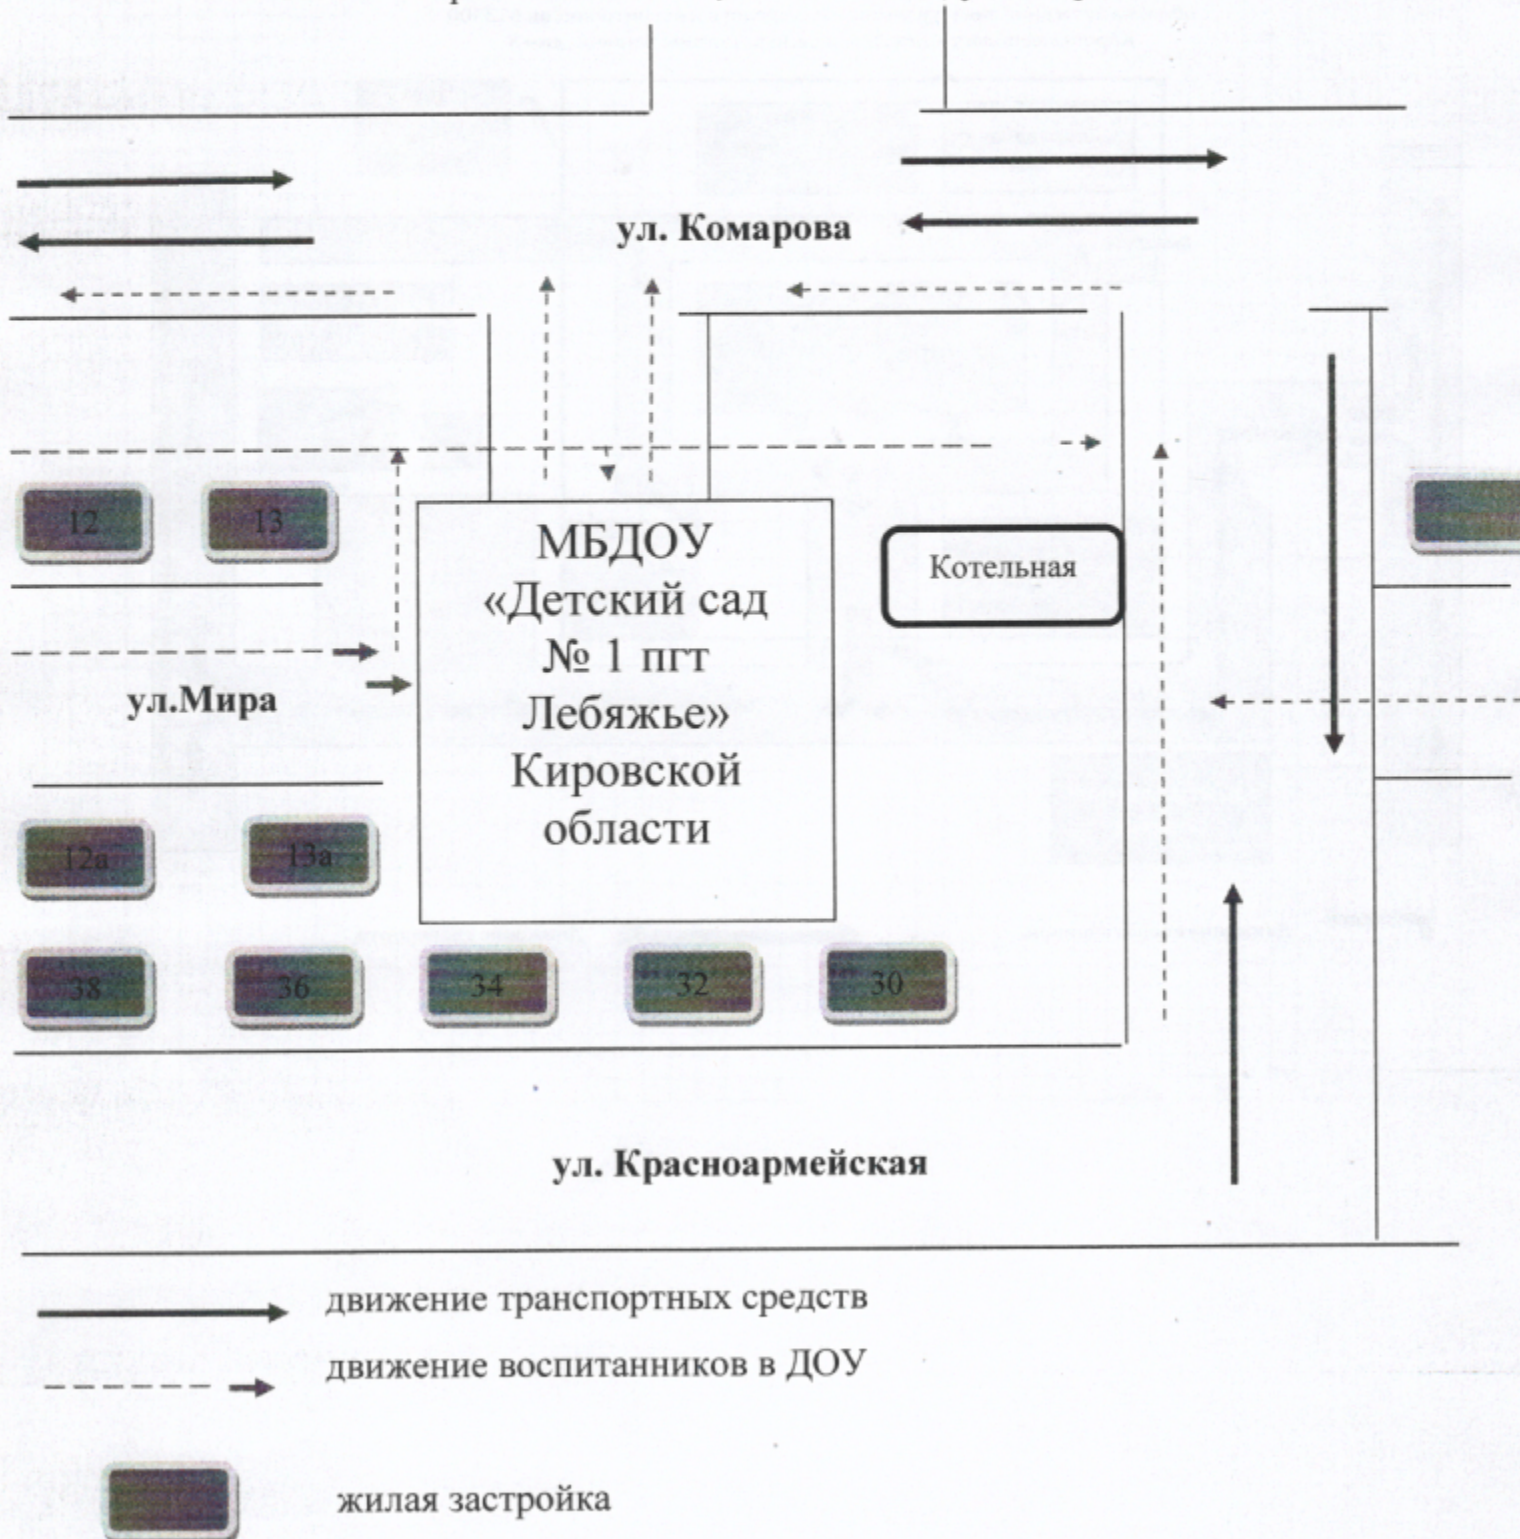 ул. Комарова
12
13
МБДОУ
«Детский сад
№ 1 пгт
Лебяжье»
Кировской
области
Котельная
ул.Мира
12а
13а
38
36
34
32
30
ул. Красноармейская
движение транспортных средств
движение воспитанников в ДОУ
жилая застройка